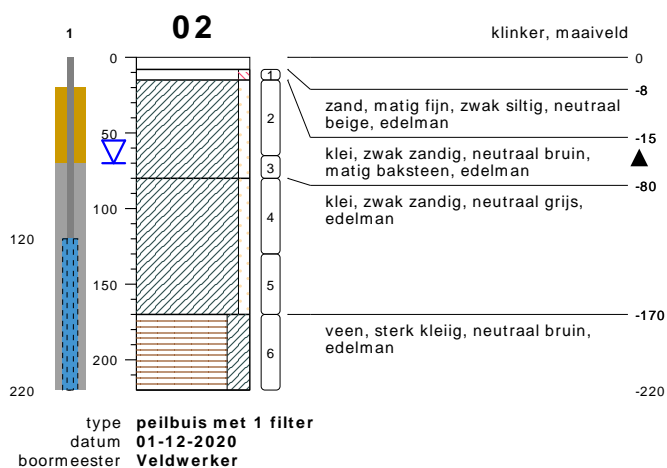 1
02
klinker, maaiveld
0
0
-8
1
zand, matig fijn, zwak siltig, neutraal
beige, edelman
2
50
-15
klei, zwak zandig, neutraal bruin,
matig baksteen, edelman
3
-80
klei, zwak zandig, neutraal grijs,
edelman
4
100
120
5
150
-170
veen, sterk kleiig, neutraal bruin,
edelman
6
200
220
-220
type peilbuis met 1 filter
datum 01-12-2020
boormeester Veldwerker